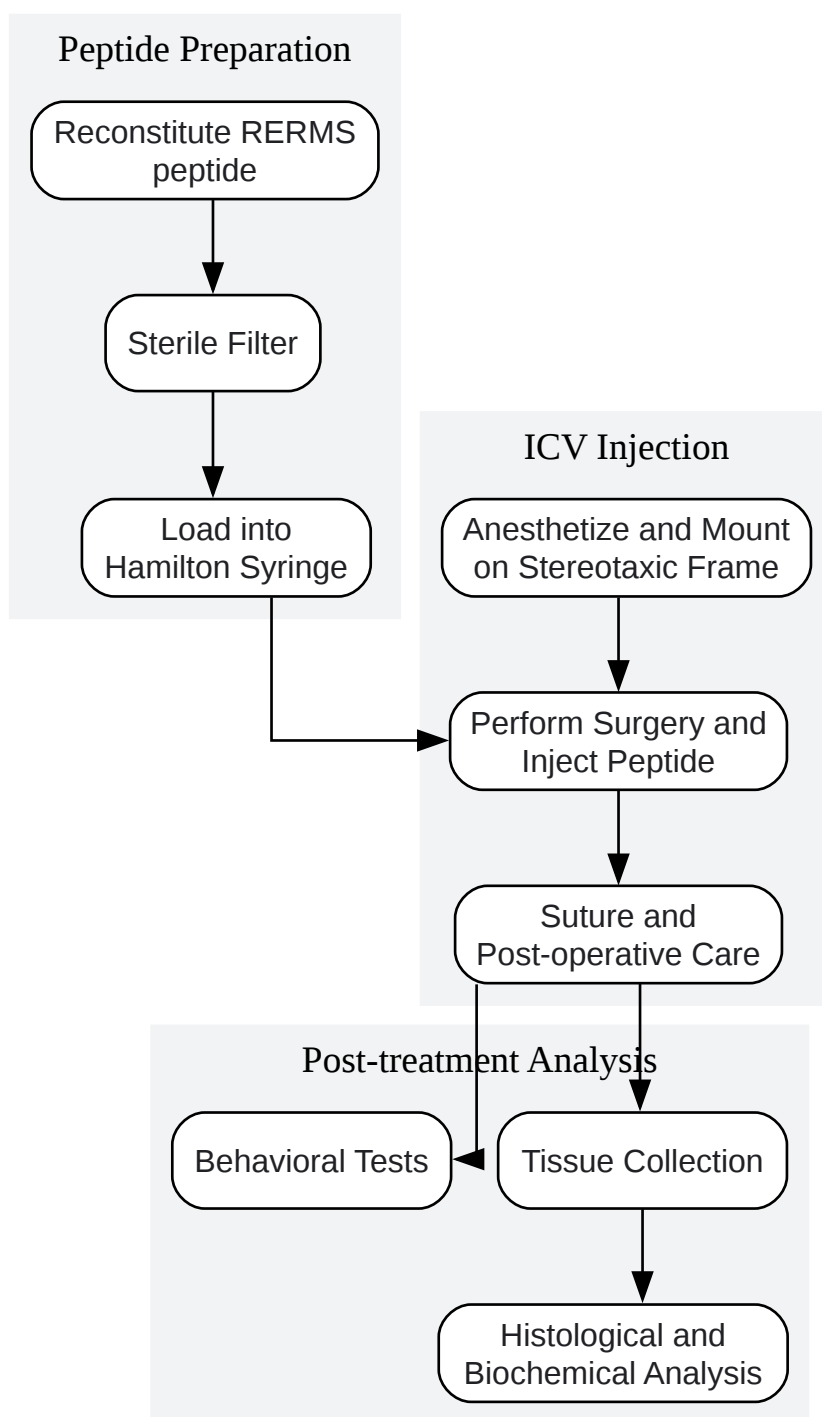 Peptide Preparation
Reconstitute RERMS
peptide
Sterile Filter
Load into
Hamilton Syringe
ICV Injection
Anesthetize and Mount
on Stereotaxic Frame
Perform Surgery and
Inject Peptide
Suture and
Post-operative Care
Post-treatment Analysis
Behavioral Tests
Tissue Collection
Histological and
Biochemical Analysis